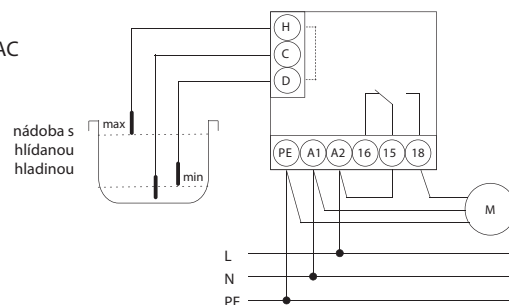 AC
H
C
D
max
nádoba s
hlídanou
hladinou
min
PE A1 A2 16 15 18
M
L
N
PE